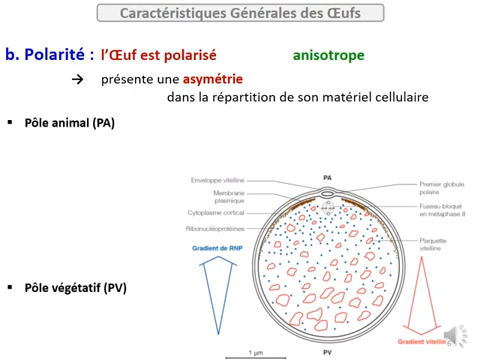 Caractéristiques Générales des Œufs
b. Polarité : l’Œuf est polarisé anisotrope
→ présente une asymétrie
dans la répartition de son matériel cellulaire
▪ Pôle animal (PA)
PA
Enveloppe vitelline
Membrane
plasmique
Cytoplasme cortical
Ribonucléoprotéines
Gradient de RNP
Premier globule
polaire
Fuseau bloqué
en métaphase II
Plaquette
vitelline
▪ Pôle végétatif (PV)
Gradient vitellin
1 µm
PV
6